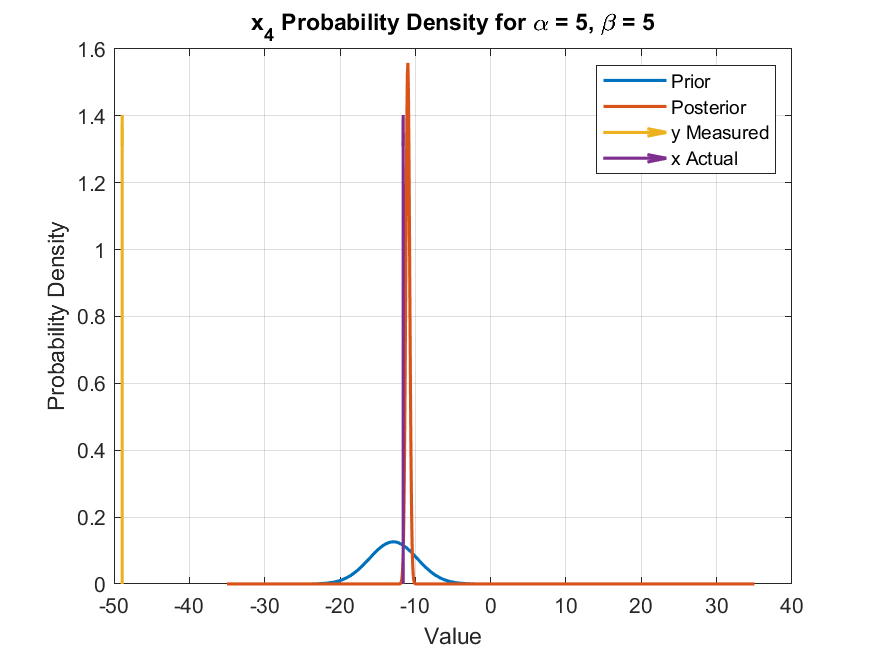 x₄ Probability Density for α = 5, β = 5
1.6
1.4
1.2
1
0.8
0.6
0.4
0.2
0
Probability Density
Prior
Posterior
y Measured
x Actual
-50 -40 -30 -20 -10 0 10 20 30 40
Value